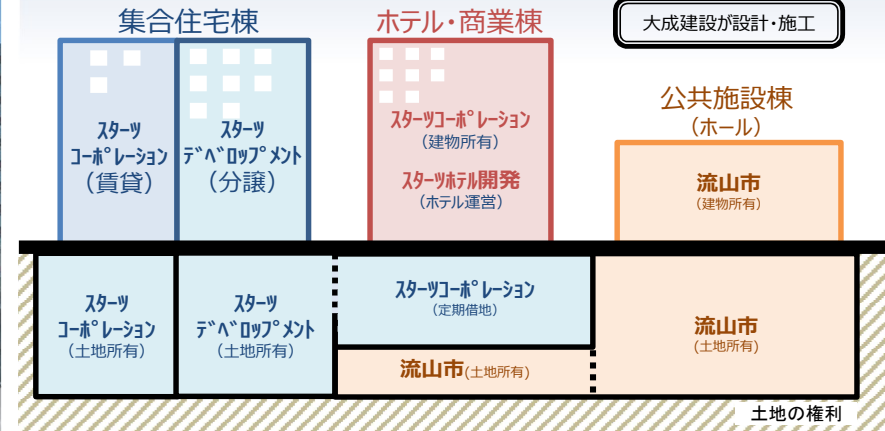 集合住宅棟
ホテル・商業棟
大成建設が設計・施工
公共施設棟
(ホール)
ｽﾀｰﾂ
ｺｰﾎﾟﾚｰｼｮﾝ
(賃貸)
ｽﾀｰﾂ
ﾃﾞﾍﾞﾛｯﾌﾟﾒﾝﾄ
(分譲)
ｽﾀｰﾂｺｰﾎﾟﾚｰｼｮﾝ
(建物所有)
ｽﾀｰﾂﾎﾃﾙ開発
(ホテル運営)
流山市
(建物所有)
ｽﾀｰﾂ
ｺｰﾎﾟﾚｰｼｮﾝ
(土地所有)
ｽﾀｰﾂ
ﾃﾞﾍﾞﾛｯﾌﾟﾒﾝﾄ
(土地所有)
ｽﾀｰﾂｺｰﾎﾟﾚｰｼｮﾝ
(定期借地)
流山市(土地所有)
流山市
(土地所有)
土地の権利